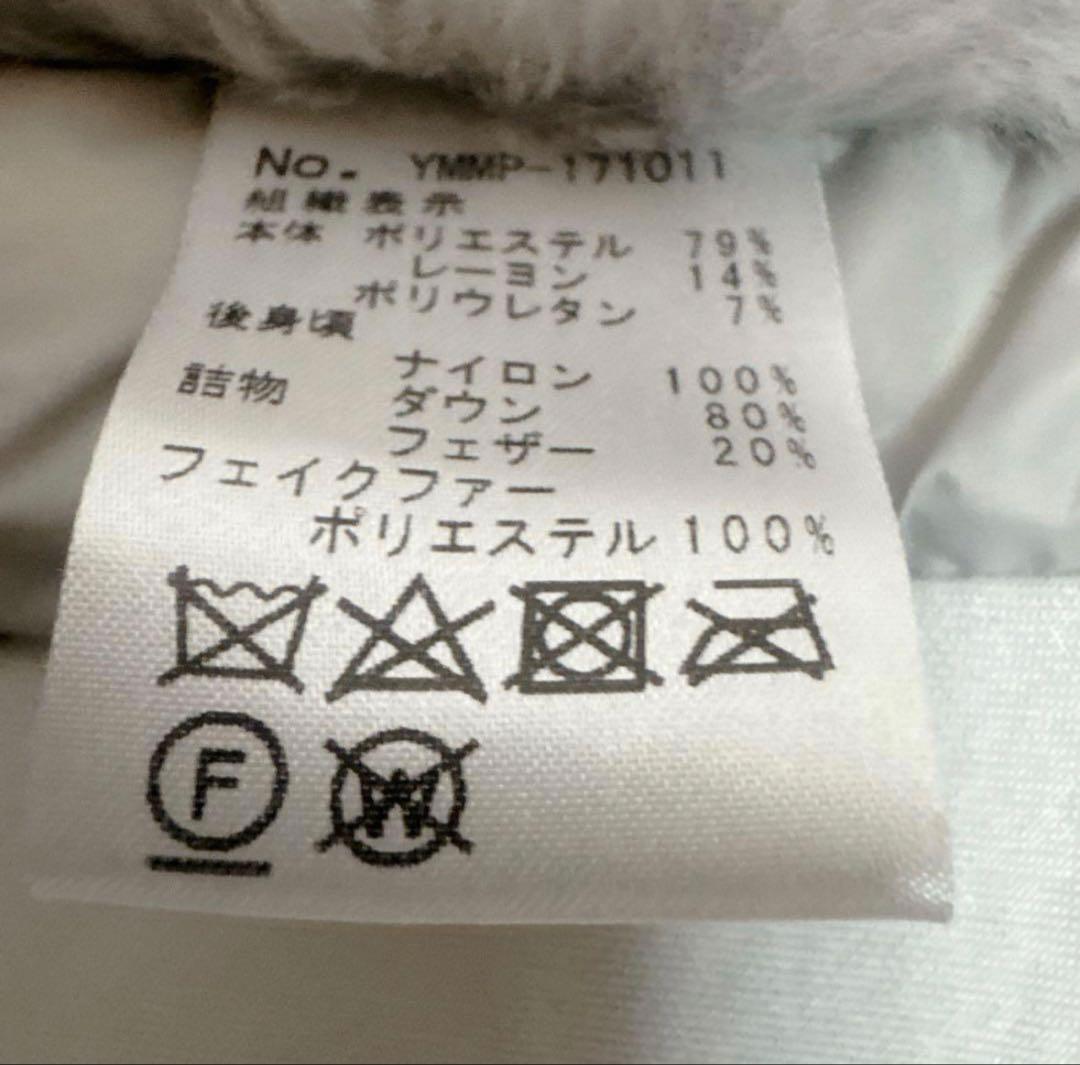 No. YMMP-171011
組織表示
本体 ポリエステル 79%
レーヨン 14%
ポリウレタン 7%
後身頃
ナイロン 100%
詰物 ダウン 80%
フェザー 20%
フェイクファー
ポリエステル 100%
F W